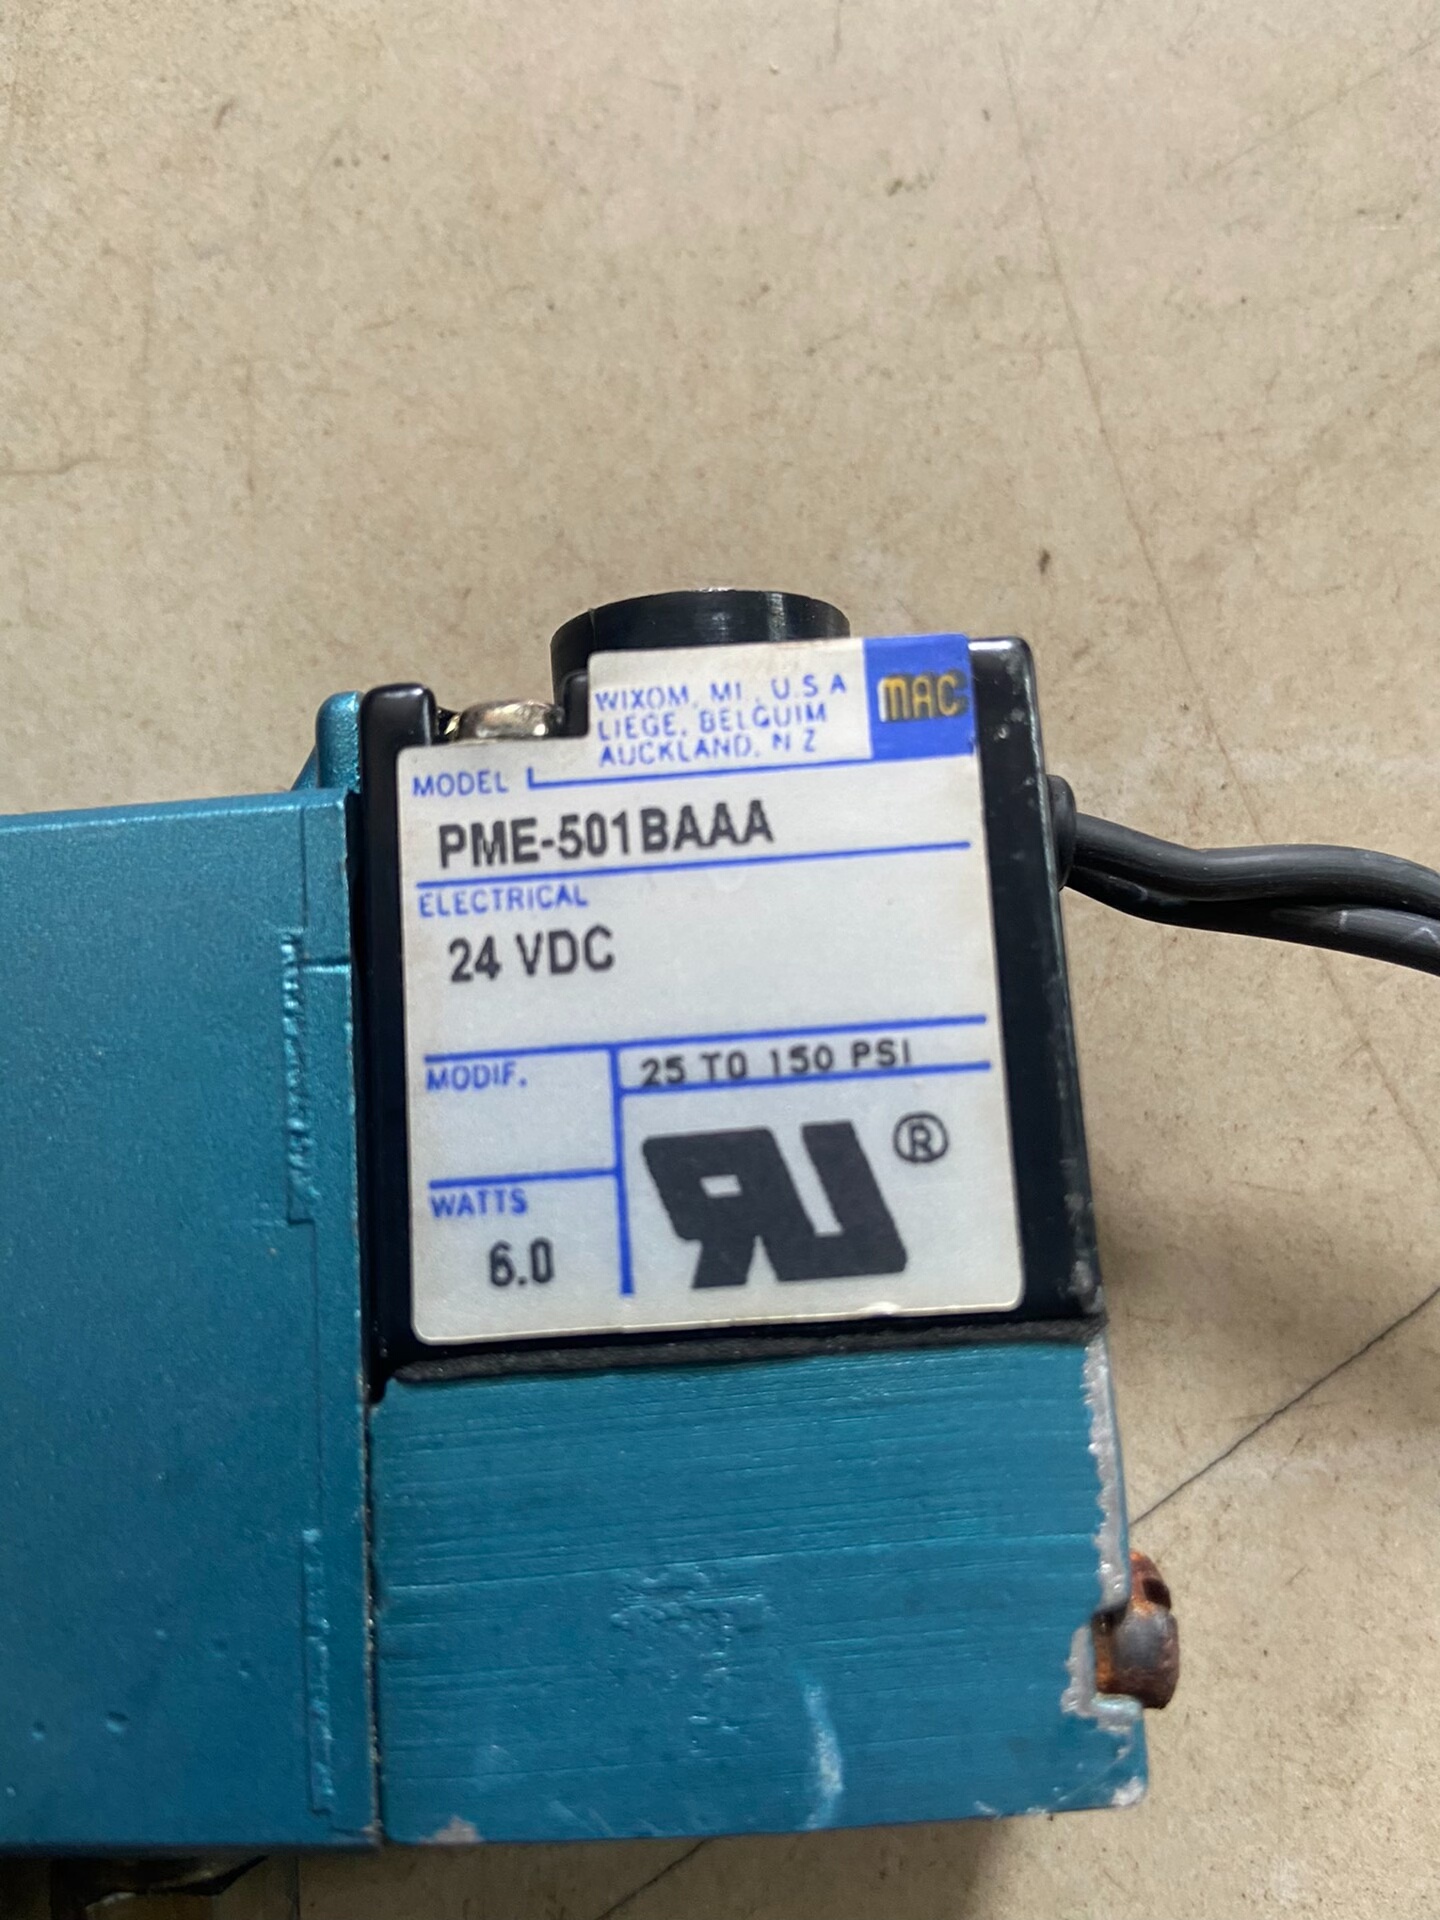 WIXOM, MI., U.S A
LIEGE, BELGUIM
AUCKLAND, N Z
MAC
MODEL
PME-501BAAA
ELECTRICAL
24 VDC
MODIF.
25 TO 150 PSI
WATTS
6.0
RU ®